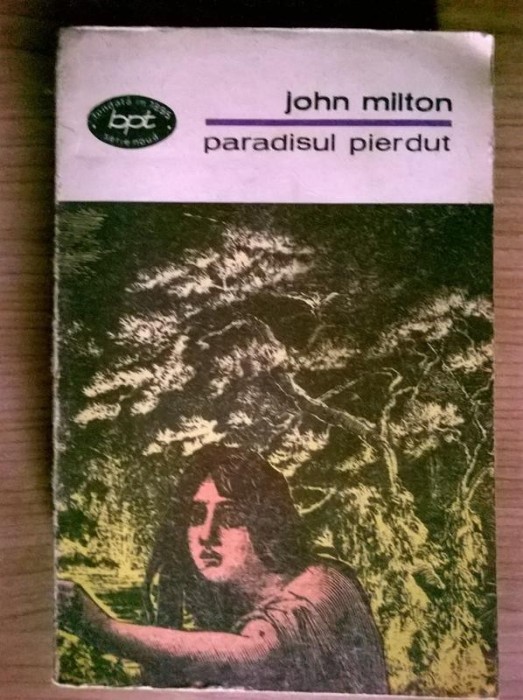 fondată în 1895
bpt
serie nouă
john milton
paradisul pierdut